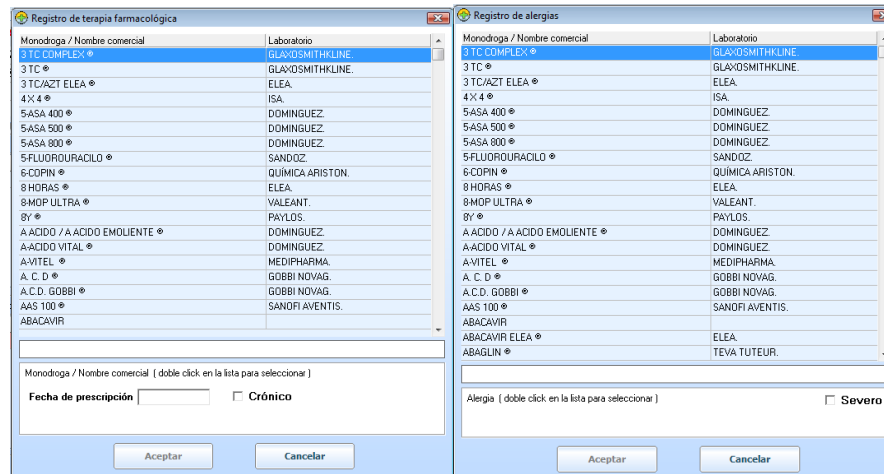 Registro de terapia farmacológica
Monodroga / Nombre comercial Laboratorio
3 TC COMPLEX ® GLAXOSMITHKLINE.
3 TC ® GLAXOSMITHKLINE.
3 TC/AZT ELEA ® ELEA.
4 X 4 ® ISA.
5-ASA 400 ® DOMINGUEZ.
5-ASA 500 ® DOMINGUEZ.
5-ASA 800 ® DOMINGUEZ.
5-FLUOROURACILO ® SANDOZ.
6-COPIN ® QUÍMICA ARISTON.
8 HORAS ® ELEA.
8-MOP ULTRA ® VALEANT.
8Y ® PAYLOS.
A ACIDO / A ACIDO EMOLIENTE ® DOMINGUEZ.
A-ACIDO VITAL ® DOMINGUEZ.
A-VITEL ® MEDIPHARMA.
A. C. D ® GOBBI NOVAG.
A.C.D. GOBBI ® GOBBI NOVAG.
AAS 100 ® SANOFI AVENTIS.
ABACAVIR
Monodroga / Nombre comercial ( doble click en la lista para seleccionar )
Fecha de prescripción Crónico
Aceptar Cancelar
Registro de alergias
Monodroga / Nombre comercial Laboratorio
3 TC COMPLEX ® GLAXOSMITHKLINE.
3 TC ® GLAXOSMITHKLINE.
3 TC/AZT ELEA ® ELEA.
4 X 4 ® ISA.
5-ASA 400 ® DOMINGUEZ.
5-ASA 500 ® DOMINGUEZ.
5-ASA 800 ® DOMINGUEZ.
5-FLUOROURACILO ® SANDOZ.
6-COPIN ® QUÍMICA ARISTON.
8 HORAS ® ELEA.
8-MOP ULTRA ® VALEANT.
8Y ® PAYLOS.
A ACIDO / A ACIDO EMOLIENTE ® DOMINGUEZ.
A-ACIDO VITAL ® DOMINGUEZ.
A-VITEL ® MEDIPHARMA.
A. C. D ® GOBBI NOVAG.
A.C.D. GOBBI ® GOBBI NOVAG.
AAS 100 ® SANOFI AVENTIS.
ABACAVIR
ABACAVIR ELEA ® ELEA.
ABAGLIN ® TEVA TUTEUR.
Alergia ( doble click en la lista para seleccionar ) Severo
Aceptar Cancelar